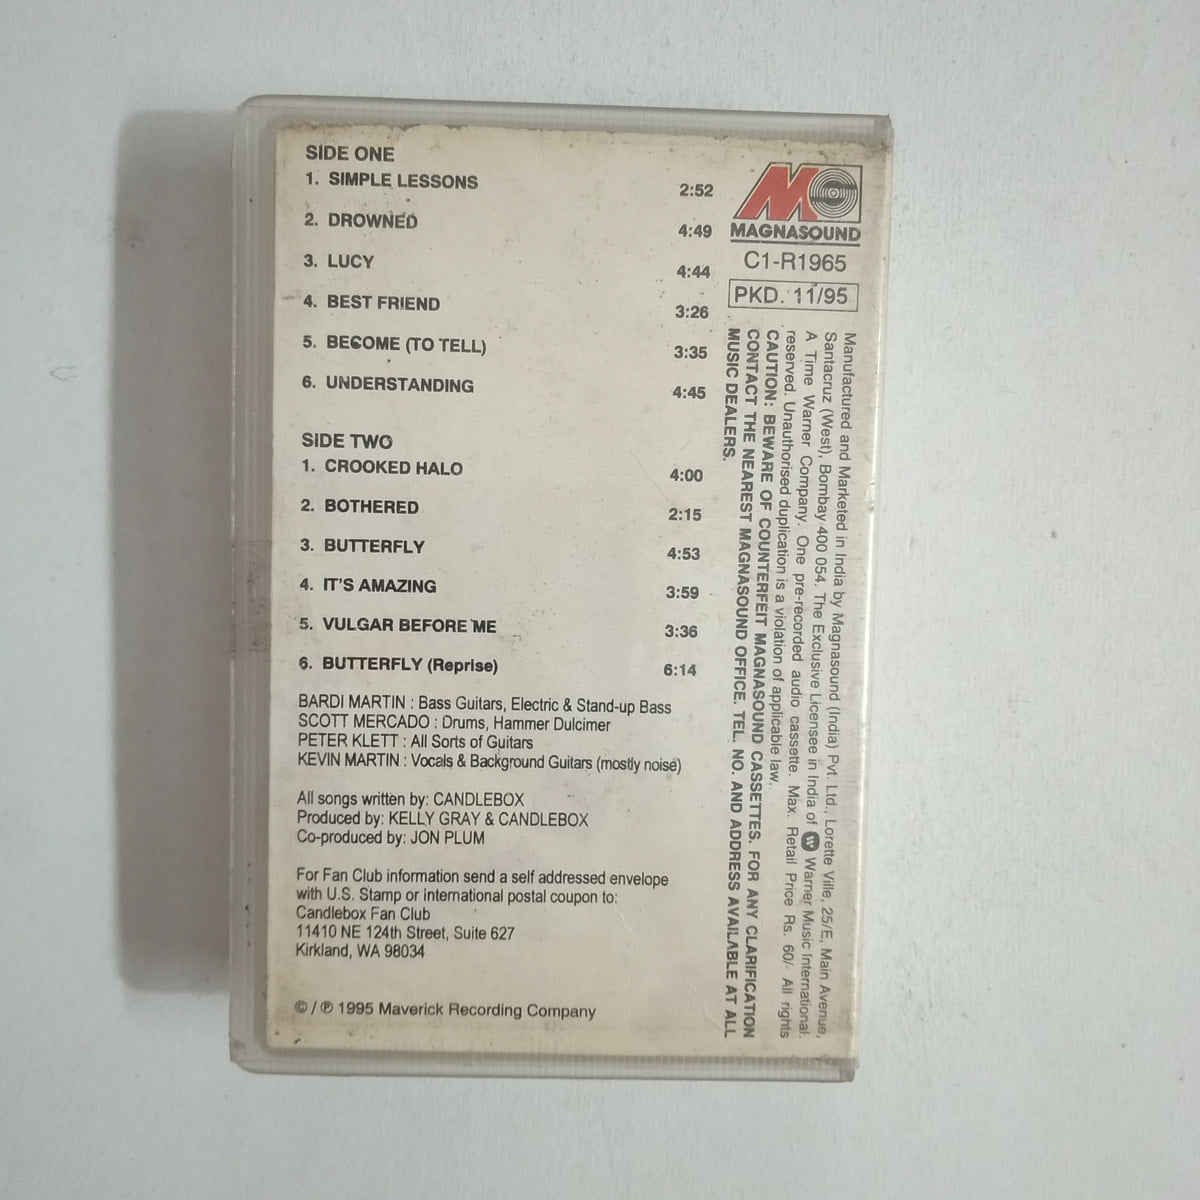 SIDE ONE
1. SIMPLE LESSONS 2:52
2. DROWNED 4:49
3. LUCY 4:44
4. BEST FRIEND 3:26
5. BECOME (TO TELL) 3:35
6. UNDERSTANDING 4:45
SIDE TWO
1. CROOKED HALO 4:00
2. BOTHERED 2:15
3. BUTTERFLY 4:53
4. IT'S AMAZING 3:59
5. VULGAR BEFORE ME 3:36
6. BUTTERFLY (Reprise) 6:14
BARDI MARTIN : Bass Guitars, Electric & Stand-up Bass
SCOTT MERCADO : Drums, Hammer Dulcimer
PETER KLETT : All Sorts of Guitars
KEVIN MARTIN : Vocals & Background Guitars (mostly noise)
All songs written by: CANDLEBOX
Produced by: KELLY GRAY & CANDLEBOX
Co-produced by: JON PLUM
For Fan Club information send a self addressed envelope
with U.S. Stamp or international postal coupon to:
Candlebox Fan Club
11410 NE 124th Street, Suite 627
Kirkland, WA 98034
© / ℗ 1995 Maverick Recording Company
MAGNASOUND
C1-R1965
PKD. 11/95
Manufactured and Marketed in India by Magnasound (India) Pvt. Ltd., Lorette Ville, 25/E, Main Avenue,
Santacruz (West), Bombay 400 054. The Exclusive Licensee in India of Warner Music International.
A Time Warner Company. One pre-recorded audio cassette. Max. Retail Price Rs. 60/- All rights
reserved. Unauthorised duplication is a violation of applicable law.
CAUTION: BEWARE OF COUNTERFEIT MAGNASOUND CASSETTES. FOR ANY CLARIFICATION
CONTACT THE NEAREST MAGNASOUND OFFICE. TEL. NO. AND ADDRESS AVAILABLE AT ALL
MUSIC DEALERS.